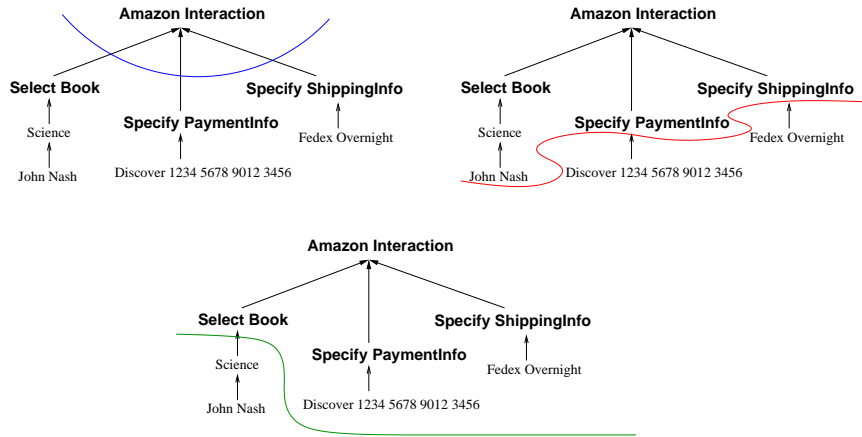 Amazon Interaction
Select Book
Specify ShippingInfo
Specify PaymentInfo
Science
Fedex Overnight
John Nash
Discover 1234 5678 9012 3456
Amazon Interaction
Select Book
Specify ShippingInfo
Specify PaymentInfo
Science
Fedex Overnight
John Nash
Discover 1234 5678 9012 3456
Amazon Interaction
Select Book
Specify ShippingInfo
Specify PaymentInfo
Science
Fedex Overnight
John Nash
Discover 1234 5678 9012 3456